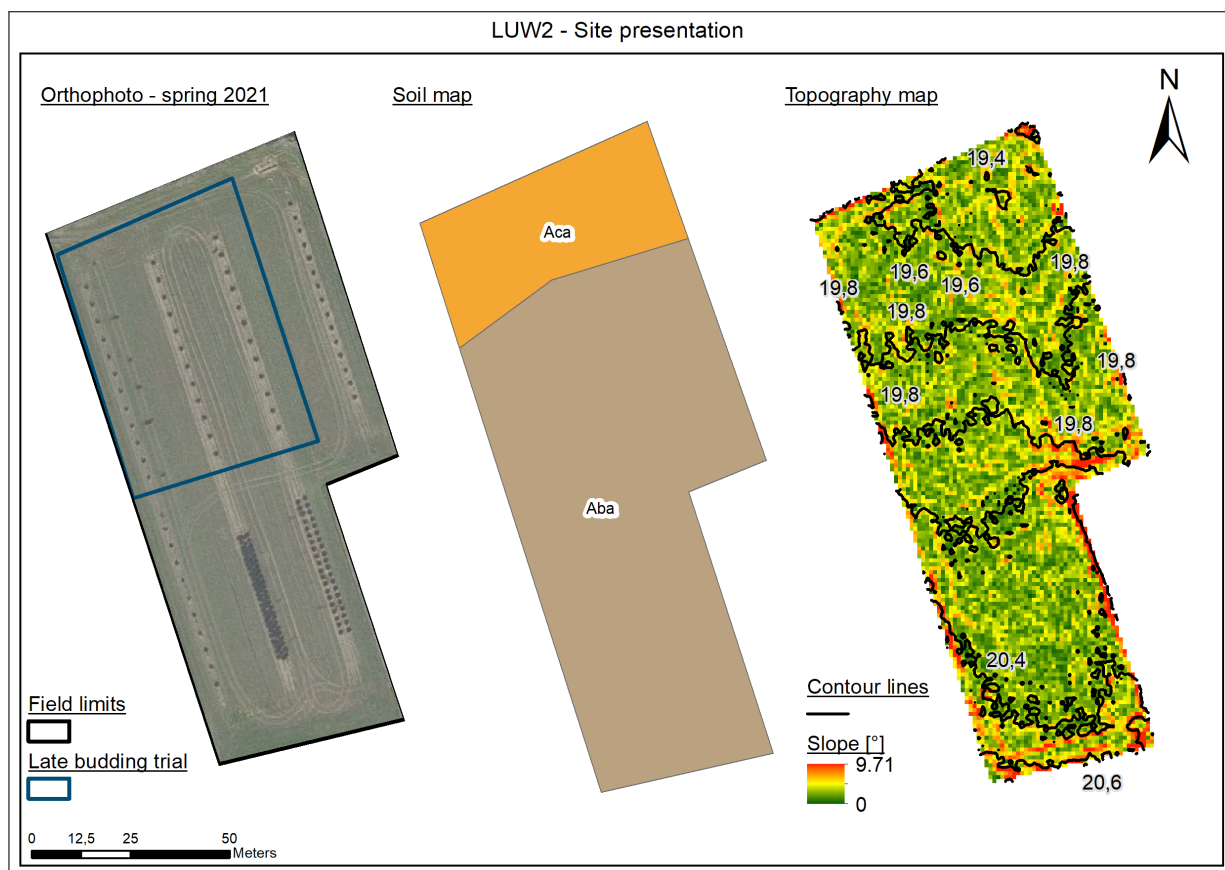 LUW2 - Site presentation
Orthophoto - spring 2021
Soil map
Topography map
N
Aca
Aba
19,4
19,8
19,6
19,6
19,8
19,8
19,8
19,8
19,8
20,4
20,6
Field limits
Late budding trial
0 12,5 25 50
Meters
Contour lines
Slope [°]
9.71
0